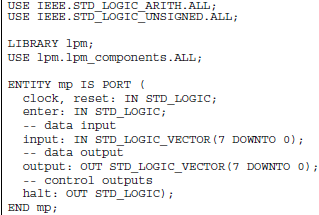 USE IEEE.STD_LOGIC_ARITH.ALL;
USE IEEE.STD_LOGIC_UNSIGNED.ALL;
LIBRARY lpm;
USE lpm.lpm_components.ALL;
ENTITY mp IS PORT (
clock, reset: IN STD_LOGIC;
enter: IN STD_LOGIC;
-- data input
input: IN STD_LOGIC_VECTOR(7 DOWNTO 0);
-- data output
output: OUT STD_LOGIC_VECTOR(7 DOWNTO 0);
-- control outputs
halt: OUT STD_LOGIC);
END mp;